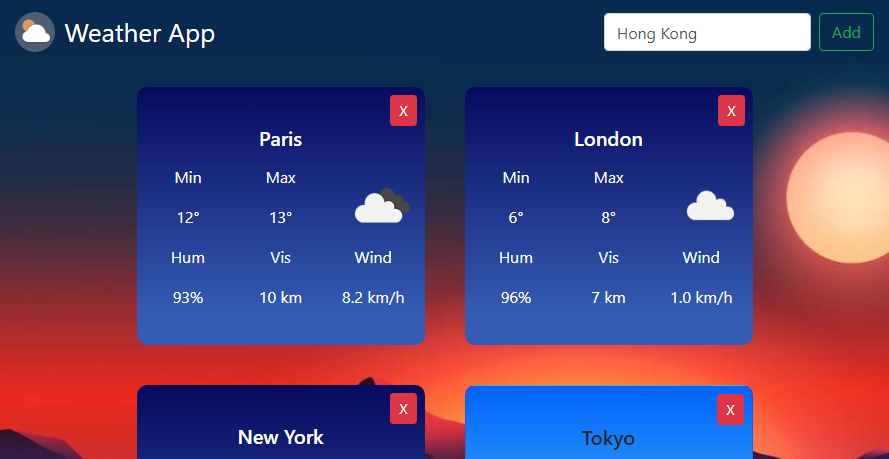 Weather App
Hong Kong
Add
X
Paris
Min Max
12° 13°
Hum Vis Wind
93% 10 km 8.2 km/h
X
London
Min Max
6° 8°
Hum Vis Wind
96% 7 km 1.0 km/h
X
New York
X
Tokyo